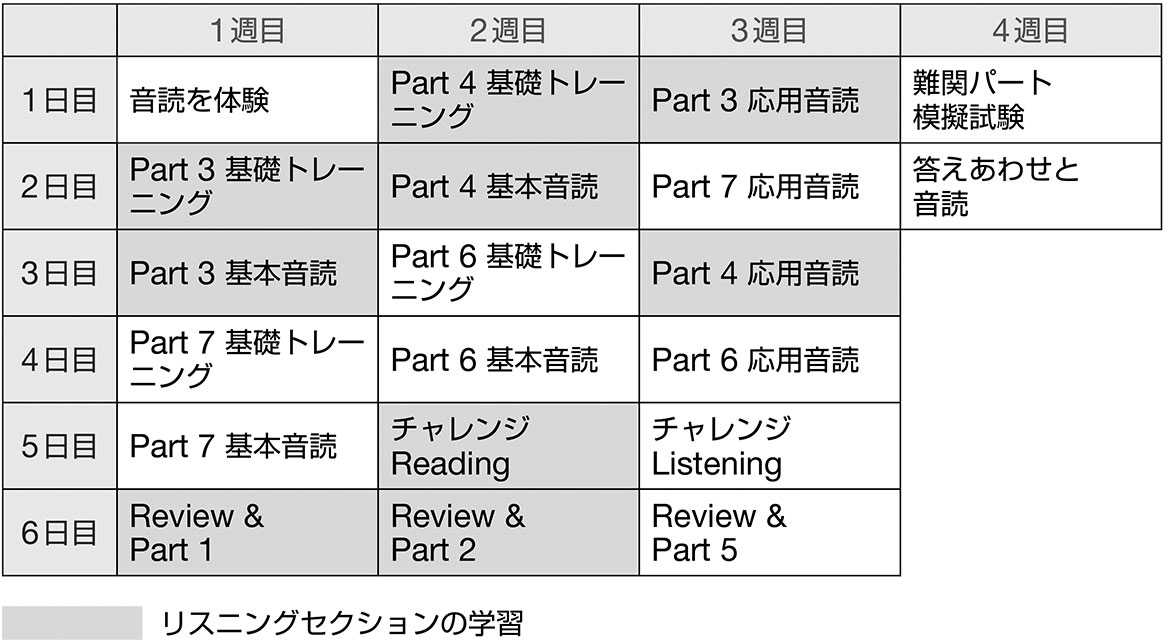 1週目 2週目 3週目 4週目
1日目 音読を体験 Part 4 基礎トレー
ニング Part 3 応用音読 難関パート
模擬試験
2日目 Part 3 基礎トレー
ニング Part 4 基本音読 Part 7 応用音読 答えあわせと
音読
3日目 Part 3 基本音読 Part 6 基礎トレー
ニング Part 4 応用音読
4日目 Part 7 基礎トレー
ニング Part 6 基本音読 Part 6 応用音読
5日目 Part 7 基本音読 チャレンジ
Reading チャレンジ
Listening
6日目 Review &
Part 1 Review &
Part 2 Review &
Part 5
リスニングセクションの学習